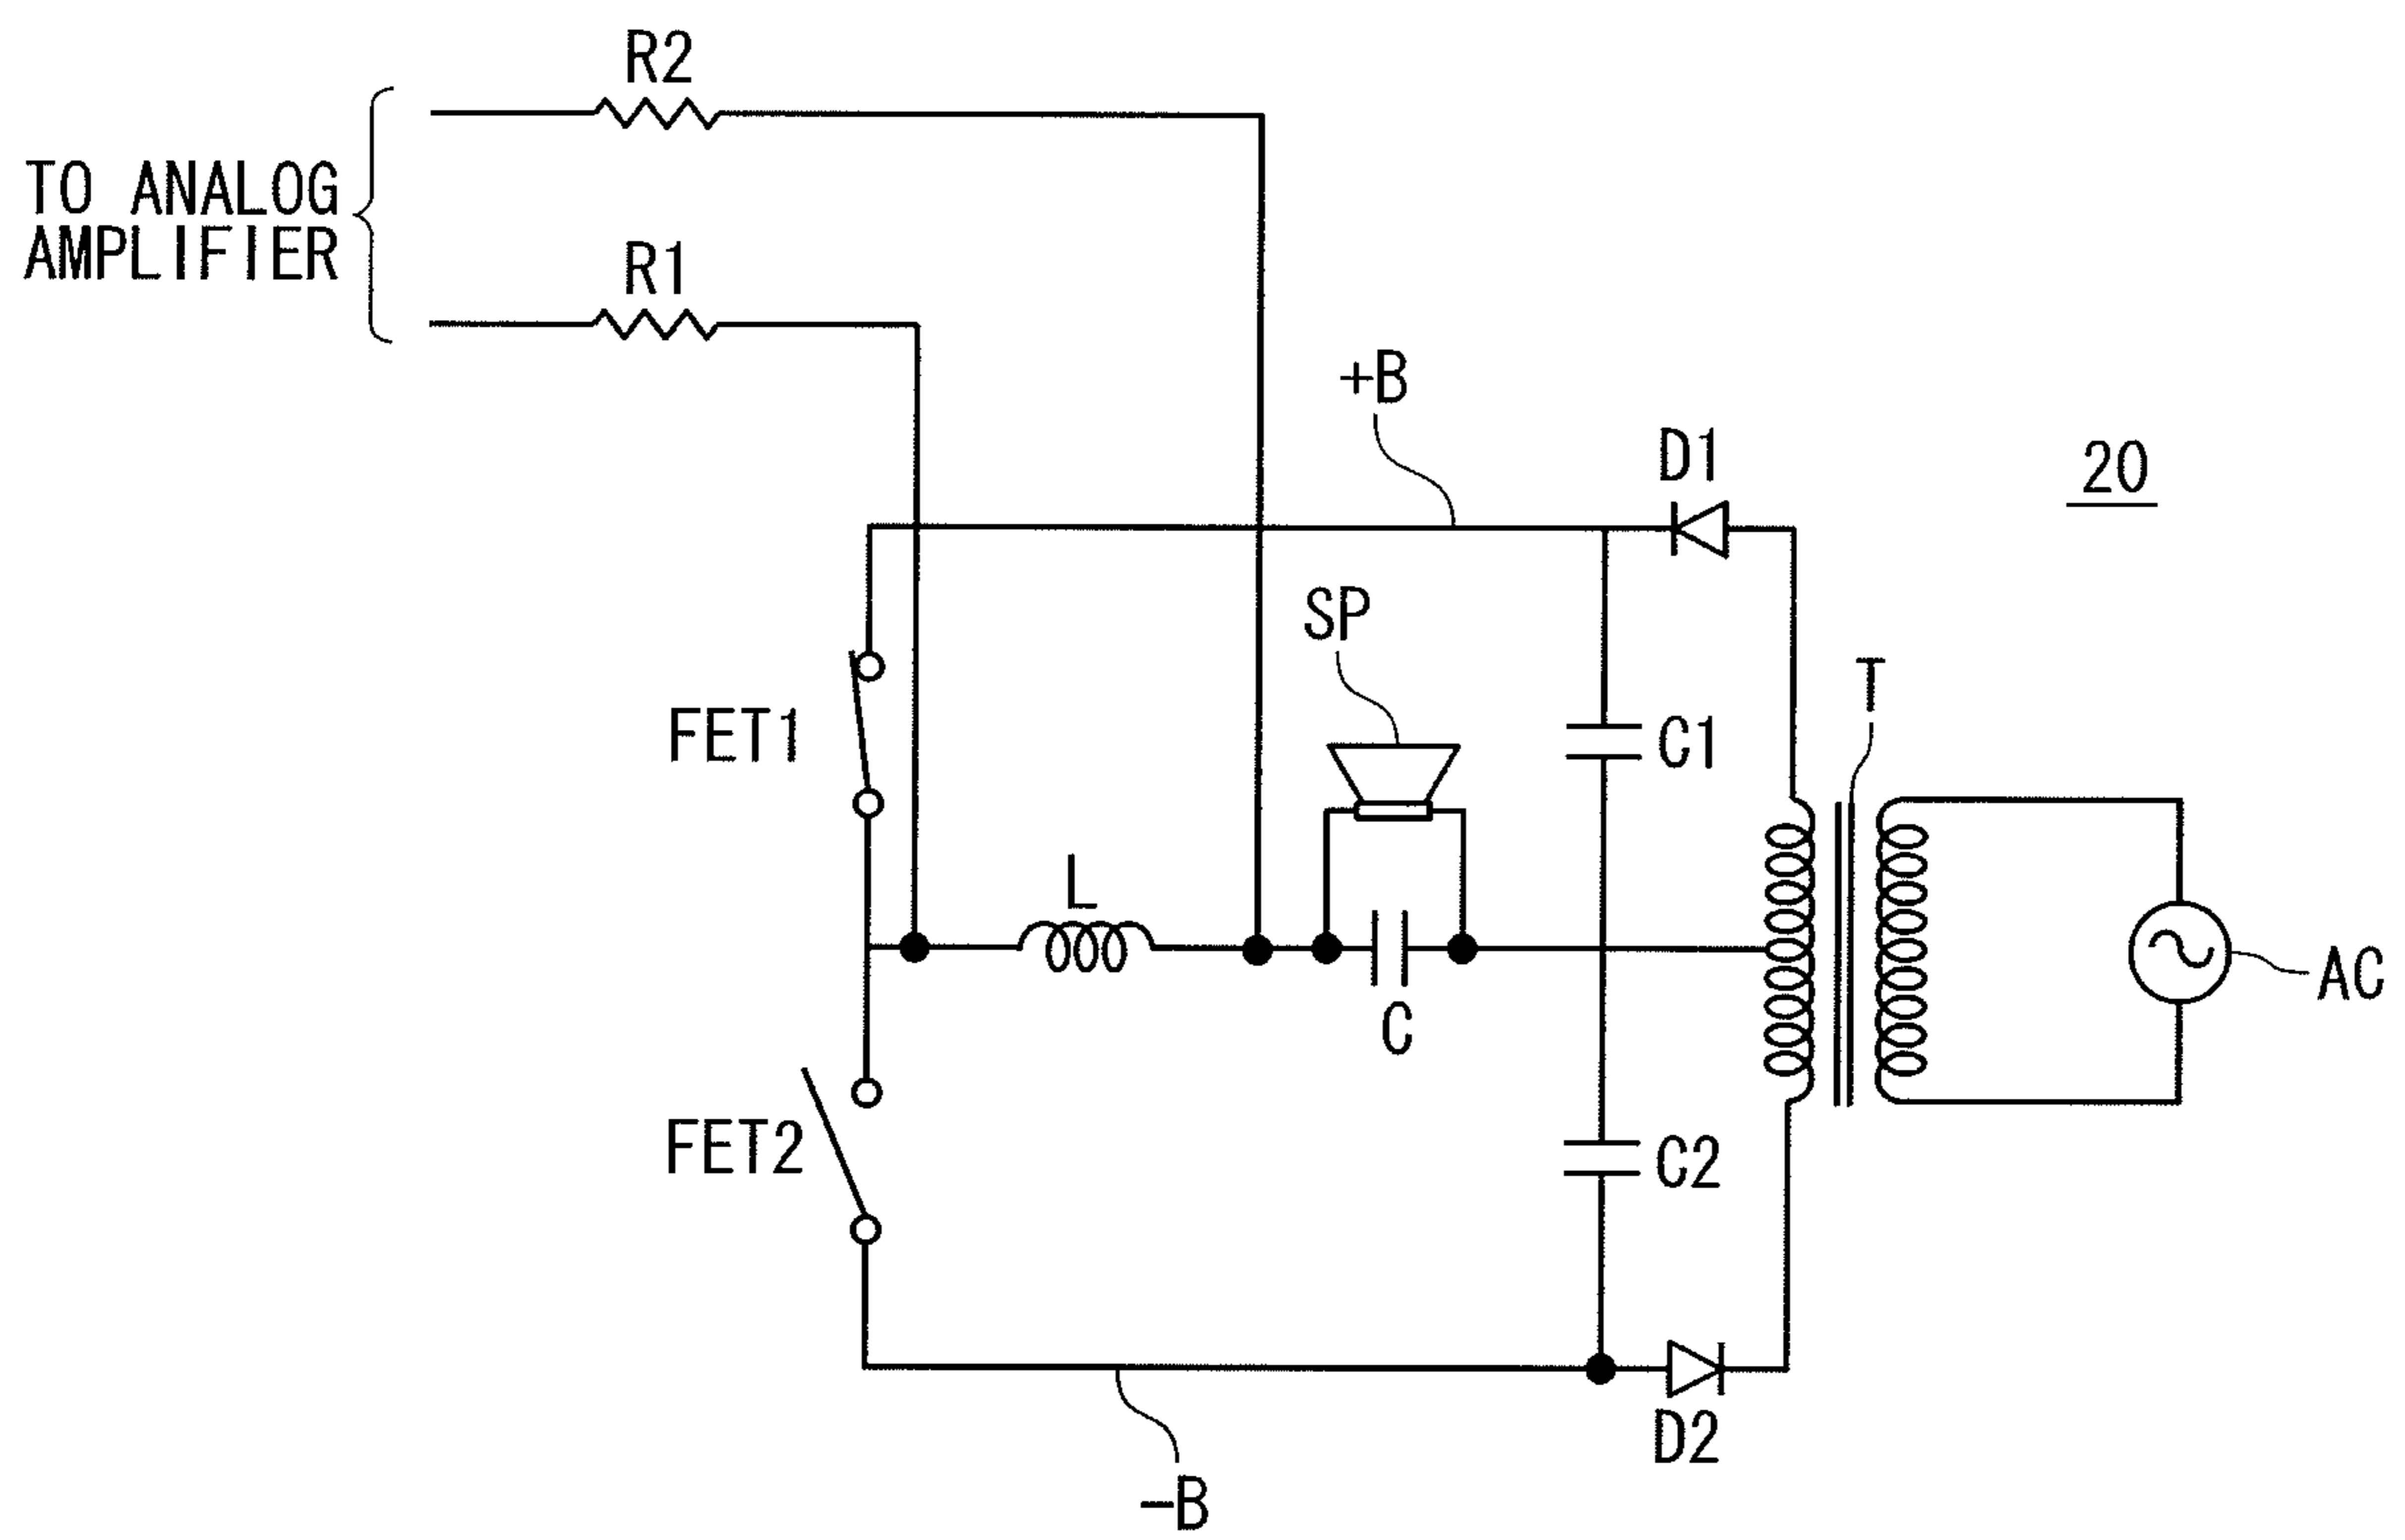 R2
TO ANALOG
AMPLIFIER
R1
+B
D1
20
SP
T
FET1
C1
L
AC
C
FET2
C2
D2
-B